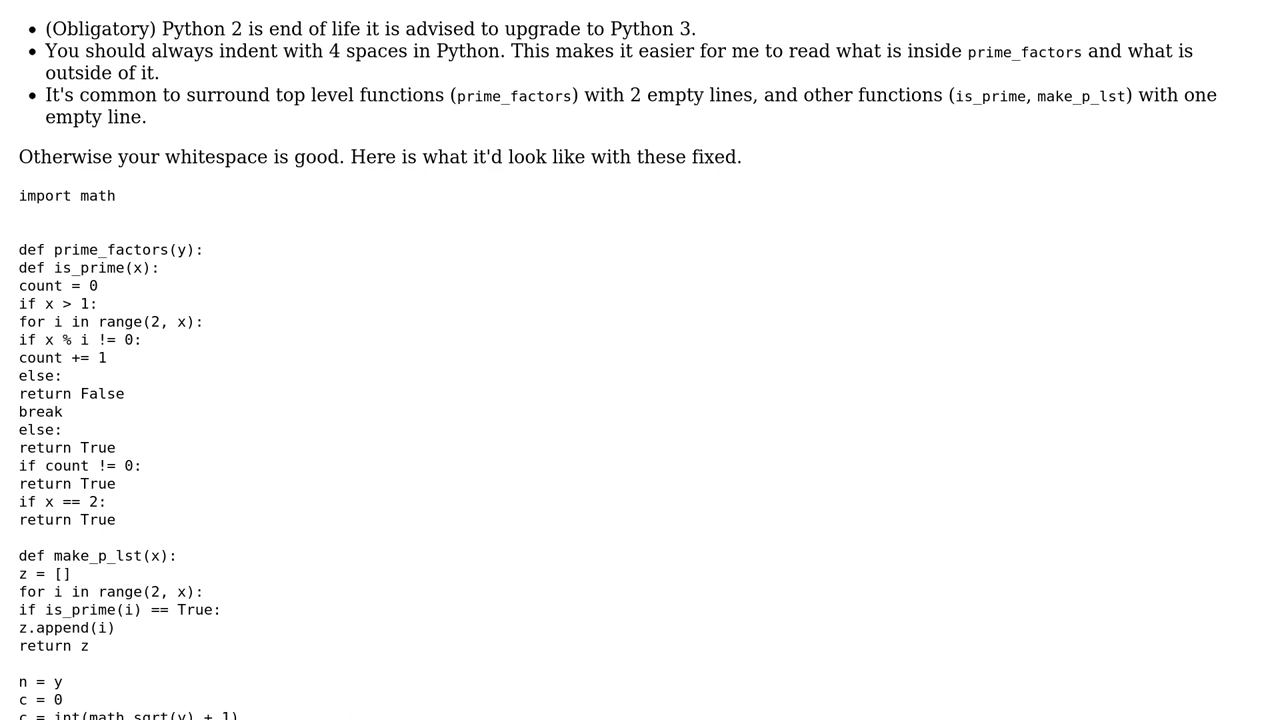 (Obligatory) Python 2 is end of life it is advised to upgrade to Python 3.
You should always indent with 4 spaces in Python. This makes it easier for me to read what is inside prime_factors and what is
outside of it.
It's common to surround top level functions (prime_factors) with 2 empty lines, and other functions (is_prime, make_p_lst) with one
empty line.
Otherwise your whitespace is good. Here is what it'd look like with these fixed.
import math
def prime_factors(y):
def is_prime(x):
count = 0
if x > 1:
for i in range(2, x):
if x % i != 0:
count += 1
else:
return False
break
else:
return True
if count != 0:
return True
if x == 2:
return True
def make_p_lst(x):
z = []
for i in range(2, x):
if is_prime(i) == True:
z.append(i)
return z
n = y
c = 0
c = int(math.sqrt(y) + 1)